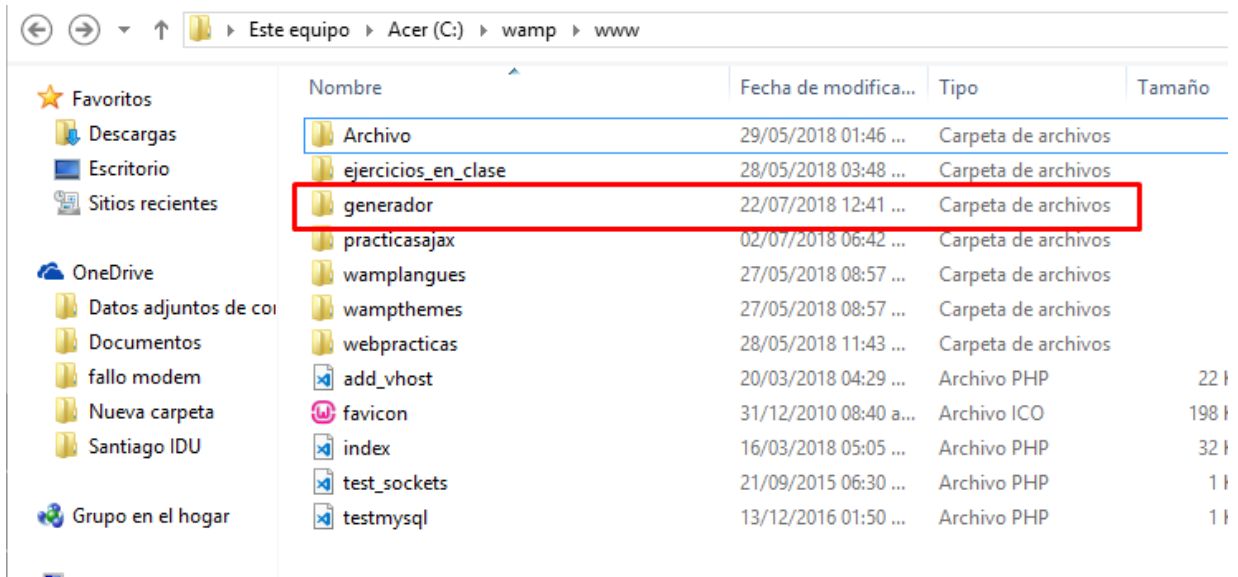 Este equipo Acer (C:) wamp www
Favoritos
Descargas
Escritorio
Sitios recientes
OneDrive
Datos adjuntos de
Documentos
fallo modem
Nueva carpeta
Santiago IDU
Grupo en el hogar
Nombre Fecha de modifica... Tipo Tamaño
Archivo 29/05/2018 01:46 ... Carpeta de archivos
ejercicios_en_clase 28/05/2018 03:48 ... Carpeta de archivos
generador 22/07/2018 12:41 ... Carpeta de archivos
practicasajax 02/07/2018 06:42 ... Carpeta de archivos
wamplangues 27/05/2018 08:57 ... Carpeta de archivos
wampthemes 27/05/2018 08:57 ... Carpeta de archivos
webpracticas 28/05/2018 11:43 ... Carpeta de archivos
add_vhost 20/03/2018 04:29 ... Archivo PHP 22
favicon 31/12/2010 08:40 a... Archivo ICO 198
index 16/03/2018 05:05 ... Archivo PHP 32
test_sockets 21/09/2015 06:30 ... Archivo PHP 1
testmysql 13/12/2016 01:50 ... Archivo PHP 1